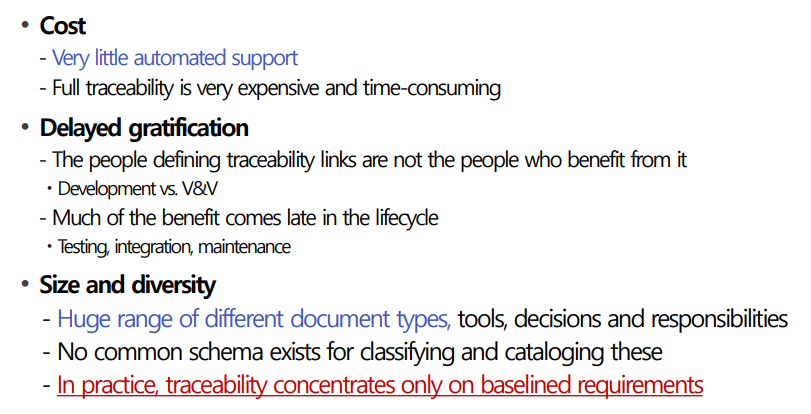 • Cost
- Very little automated support
- Full traceability is very expensive and time-consuming
• Delayed gratification
- The people defining traceability links are not the people who benefit from it
• Development vs. V&V
- Much of the benefit comes late in the lifecycle
• Testing, integration, maintenance
• Size and diversity
- Huge range of different document types, tools, decisions and responsibilities
- No common schema exists for classifying and cataloging these
- In practice, traceability concentrates only on baselined requirements